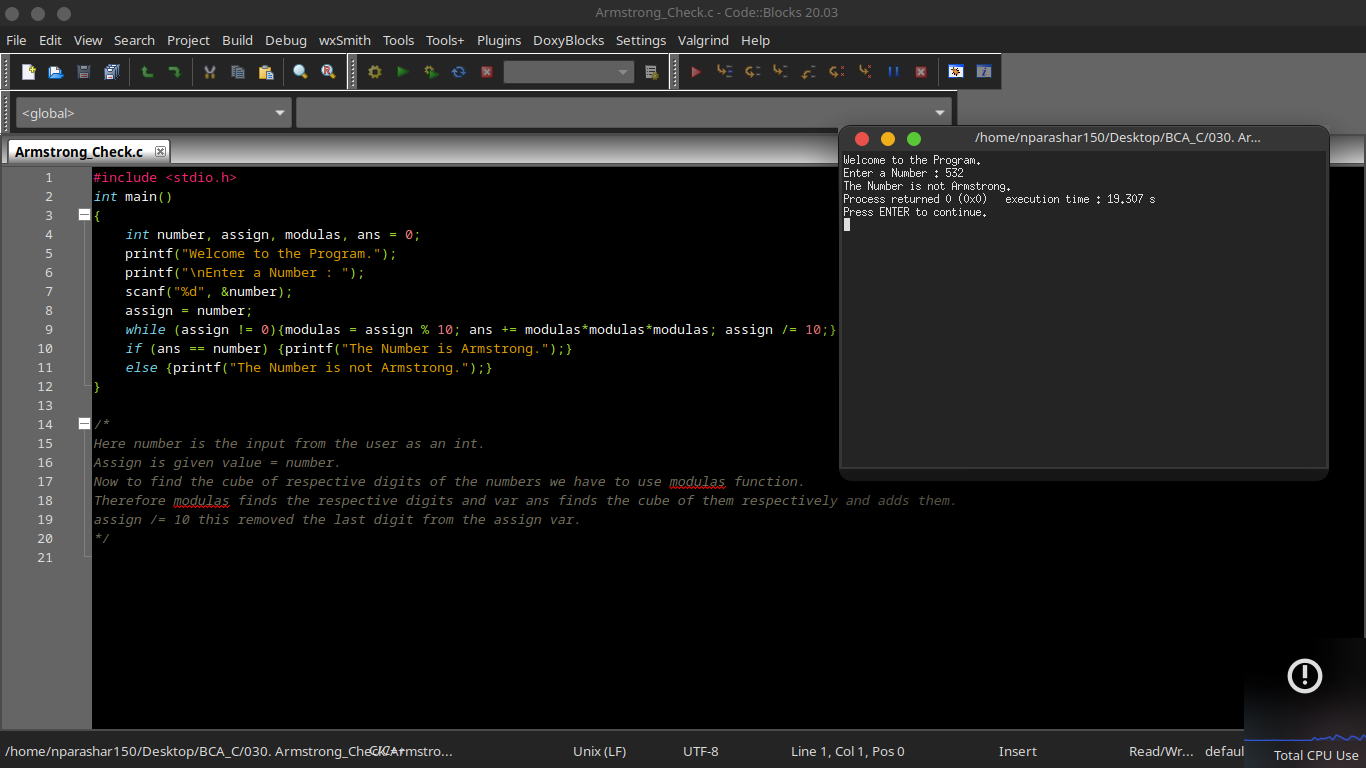 Armstrong_Check.c - Code::Blocks 20.03
File Edit View Search Project Build Debug wxSmith Tools Tools+ Plugins DoxyBlocks Settings Valgrind Help
<global>
Armstrong_Check.c
1 #include <stdio.h>
2 int main()
3 {
4 int number, assign, modulas, ans = 0;
5 printf("Welcome to the Program.");
6 printf("\nEnter a Number : ");
7 scanf("%d", &number);
8 assign = number;
9 while (assign != 0){modulas = assign % 10; ans += modulas*modulas*modulas; assign /= 10;}
10 if (ans == number) {printf("The Number is Armstrong.");}
11 else {printf("The Number is not Armstrong.");}
12 }
13
14 /*
15 Here number is the input from the user as an int.
16 Assign is given value = number.
17 Now to find the cube of respective digits of the numbers we have to use modulas function.
18 Therefore modulas finds the respective digits and var ans finds the cube of them respectively and adds them.
19 assign /= 10 this removed the last digit from the assign var.
20 */
21
/home/nparashar150/Desktop/BCA_C/030. Ar...
Welcome to the Program.
Enter a Number : 532
The Number is not Armstrong.
Process returned 0 (0x0) execution time : 19.307 s
Press ENTER to continue.
/home/nparashar150/Desktop/BCA_C/030. Armstrong_Check/Armstro... C/C++ Unix (LF) UTF-8 Line 1, Col 1, Pos 0 Insert Read/Wr... defaul
Total CPU Use